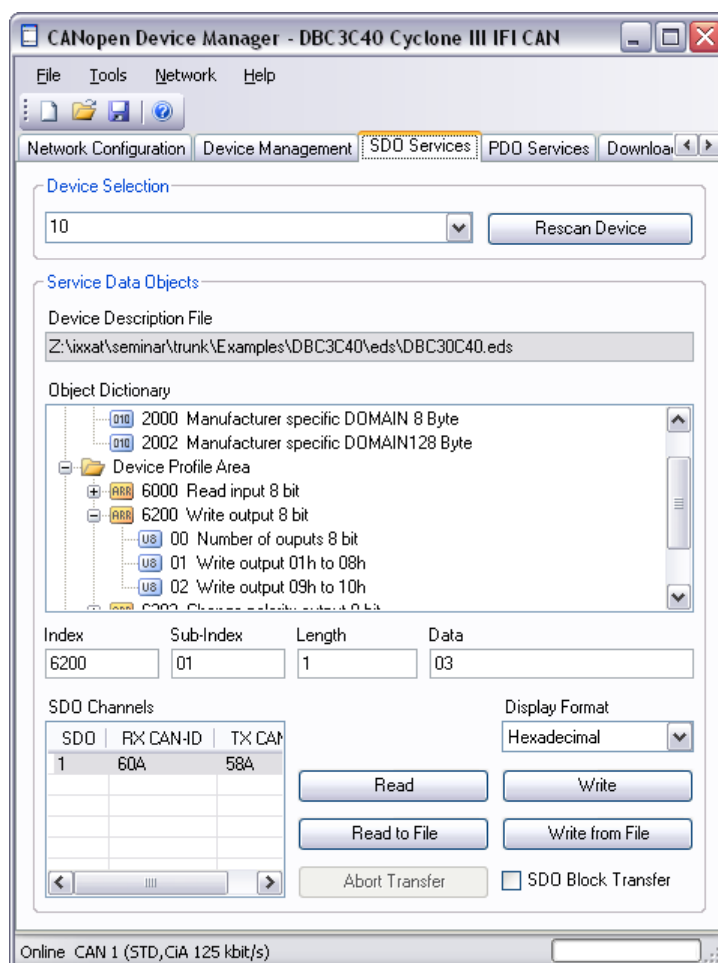 CANopen Device Manager - DBC3C40 Cyclone III IFI CAN
File Tools Network Help
Network Configuration Device Management SDO Services PDO Services Downloa
Device Selection
10 Rescan Device
Service Data Objects
Device Description File
Z:\ixxat\seminar\trunk\Examples\DBC3C40\eds\DBC30C40.eds
Object Dictionary
010 2000 Manufacturer specific DOMAIN 8 Byte
010 2002 Manufacturer specific DOMAIN128 Byte
Device Profile Area
ARR 6000 Read input 8 bit
ARR 6200 Write output 8 bit
U8 00 Number of ouputs 8 bit
U8 01 Write output 01h to 08h
U8 02 Write output 09h to 10h
Index Sub-Index Length Data
6200 01 1 03
SDO Channels Display Format
SDO RX CAN-ID TX CAN Hexadecimal
1 60A 58A
Read Write
Read to File Write from File
Abort Transfer SDO Block Transfer
Online CAN 1 (STD,CiA 125 kbit/s)